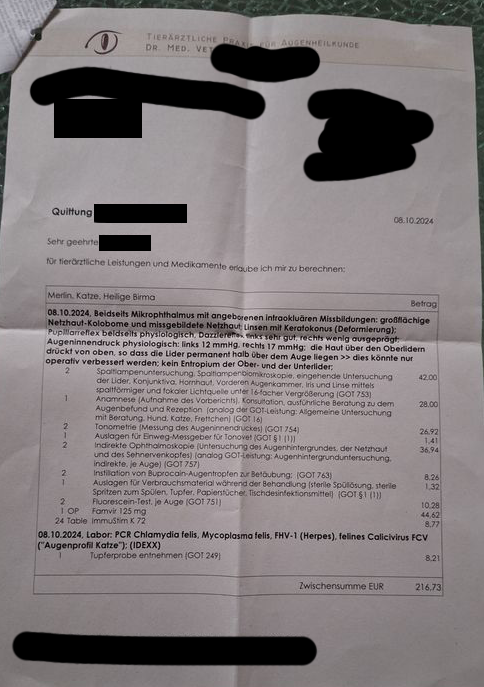 TIERÄRZTLICHE PRAXIS FÜR AUGENHEILKUNDE
DR. MED. VET
Quittung
08.10.2024
Sehr geehrte
für tierärztliche Leistungen und Medikamente erlaube ich mir zu berechnen:
Merlin, Katze, Heilige Birma Betrag
08.10.2024, Beidseits Mikrophthalmus mit angeborenen intraokluären Missbildungen: großflächige
Netzhaut-Kolobome und missgebildete Netzhaut; Linsen mit Keratokonus (Deformierung);
Pupillarreflex beidseits physiologisch, Dazzlereflex links sehr gut, rechts wenig ausgeprägt;
Augeninnendruck physiologisch: links 12 mmHg, rechts 17 mmHg; die Haut über den Oberlidern
drückt von oben, so dass die Lider permanent halb über dem Auge liegen >> dies könnte nur
operativ verbessert werden; kein Entropium der Ober- und der Unterlider;
2 Spaltlampenuntersuchung, Spaltlampenbiomikroskopie, eingehende Untersuchung 42,00
der Lider, Konjunktiva, Hornhaut, Vorderen Augenkammer, Iris und Linse mittels
spaltförmiger und fokaler Lichtquelle unter 16-facher Vergrößerung (GOT 753)
1 Anamnese (Aufnahme des Vorberichts), Konsultation, ausführliche Beratung zu dem 28,00
Augenbefund und Rezeption (analog der GOT-Leistung: Allgemeine Untersuchung
mit Beratung, Hund, Katze, Frettchen) (GOT 16)
2 Tonometrie (Messung des Augeninnendruckes) (GOT 754) 26,92
1 Auslagen für Einweg-Messgeber für Tonovet (GOT §1 (1)) 1,41
2 Indirekte Ophthalmoskopie (Untersuchung des Augenhintergrundes, der Netzhaut 36,94
und des Sehnervenkopfes) (analog GOT-Leistung: Augenhintergrunduntersuchung,
indirekte, je Auge) (GOT 757)
2 Instillation von Buprocain-Augentropfen zur Betäubung; (GOT 763) 8,26
1 Auslagen für Verbrauchsmaterial während der Behandlung (sterile Spüllösung, sterile 1,32
Spritzen zum Spülen, Tupfer, Papiertücher, Tischdesinfektionsmittel) (GOT §1 (1))
2 Fluorescein-Test, je Auge (GOT 751) 10,28
1 OP Famvir 125 mg 44,62
24 Table ImmuStim K 72 8,77
08.10.2024, Labor: PCR Chlamydia felis, Mycoplasma felis, FHV-1 (Herpes), felines Calicivirus FCV
("Augenprofil Katze"); (IDEXX)
1 Tupferprobe entnehmen (GOT 249) 8,21
Zwischensumme EUR 216,73